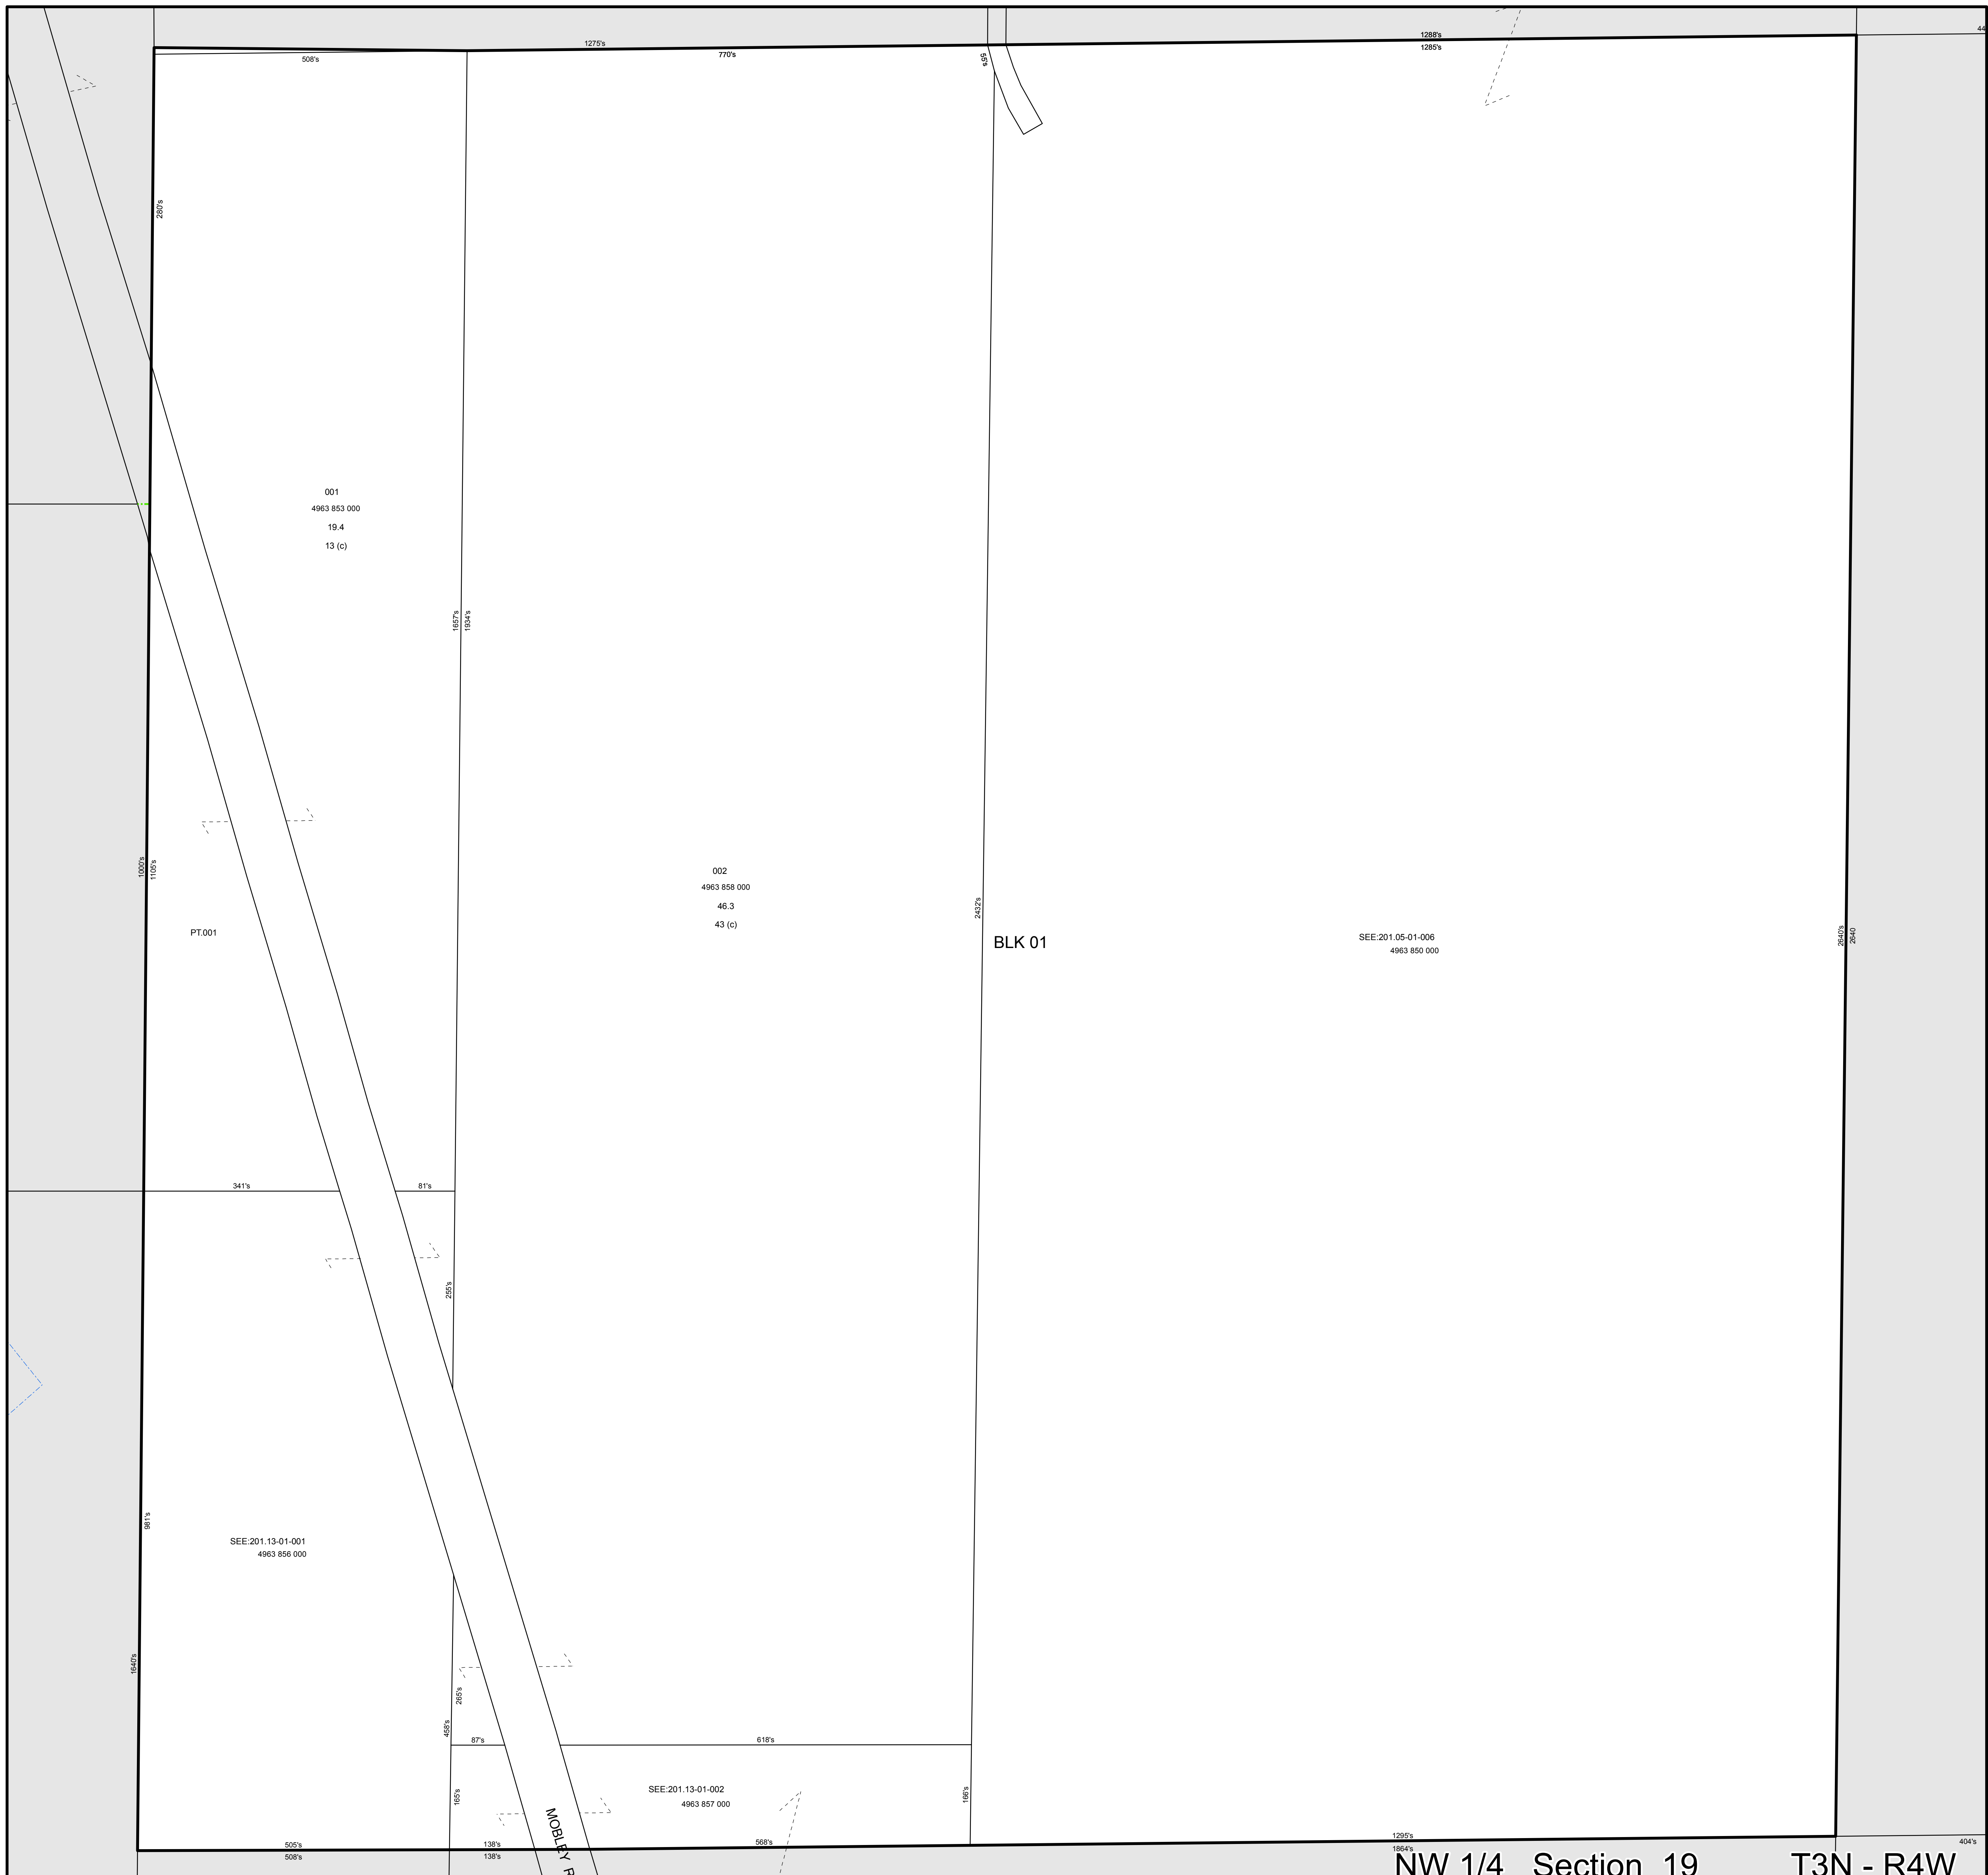 1275's
1288's
44
508's
770's
55's
1285's
280's
001
4963 853 000
19.4
13 (c)
1657's
1934's
1000's
1105's
002
4963 858 000
46.3
43 (c)
2432's
BLK 01
SEE:201.05-01-006
4963 850 000
2640's
2640
PT.001
341's
81's
255's
981's
SEE:201.13-01-001
4963 856 000
1640's
265's
458's
87's
618's
165's
SEE:201.13-01-002
4963 857 000
166's
MOBLEY R
505's
138's
568's
1295's
404's
508's
138's
1864's
NW 1/4 Section 19 T3N - R4W